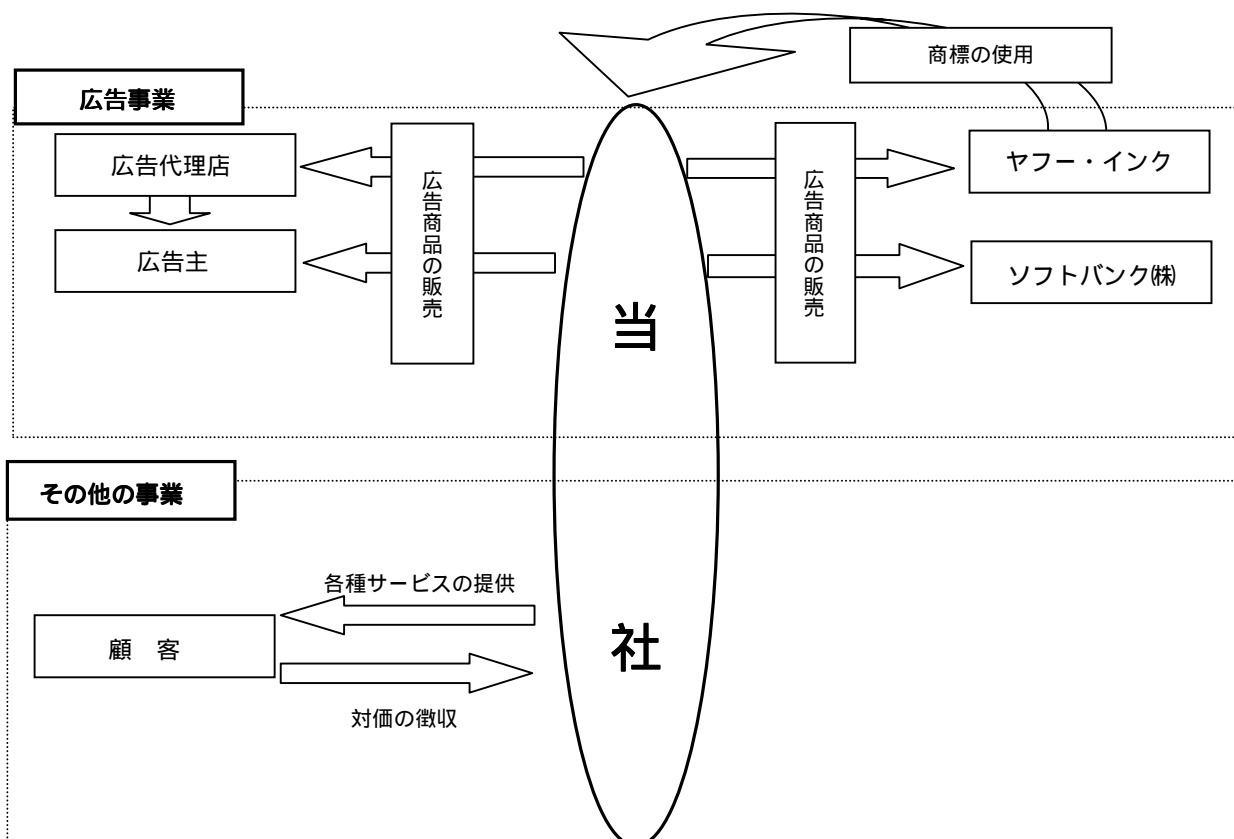 商標の使用
広告事業
広告代理店
広告主
広告商品の販売
当社
広告商品の販売
ヤフー・インク
ソフトバンク㈱
その他の事業
各種サービスの提供
顧 客
対価の徴収